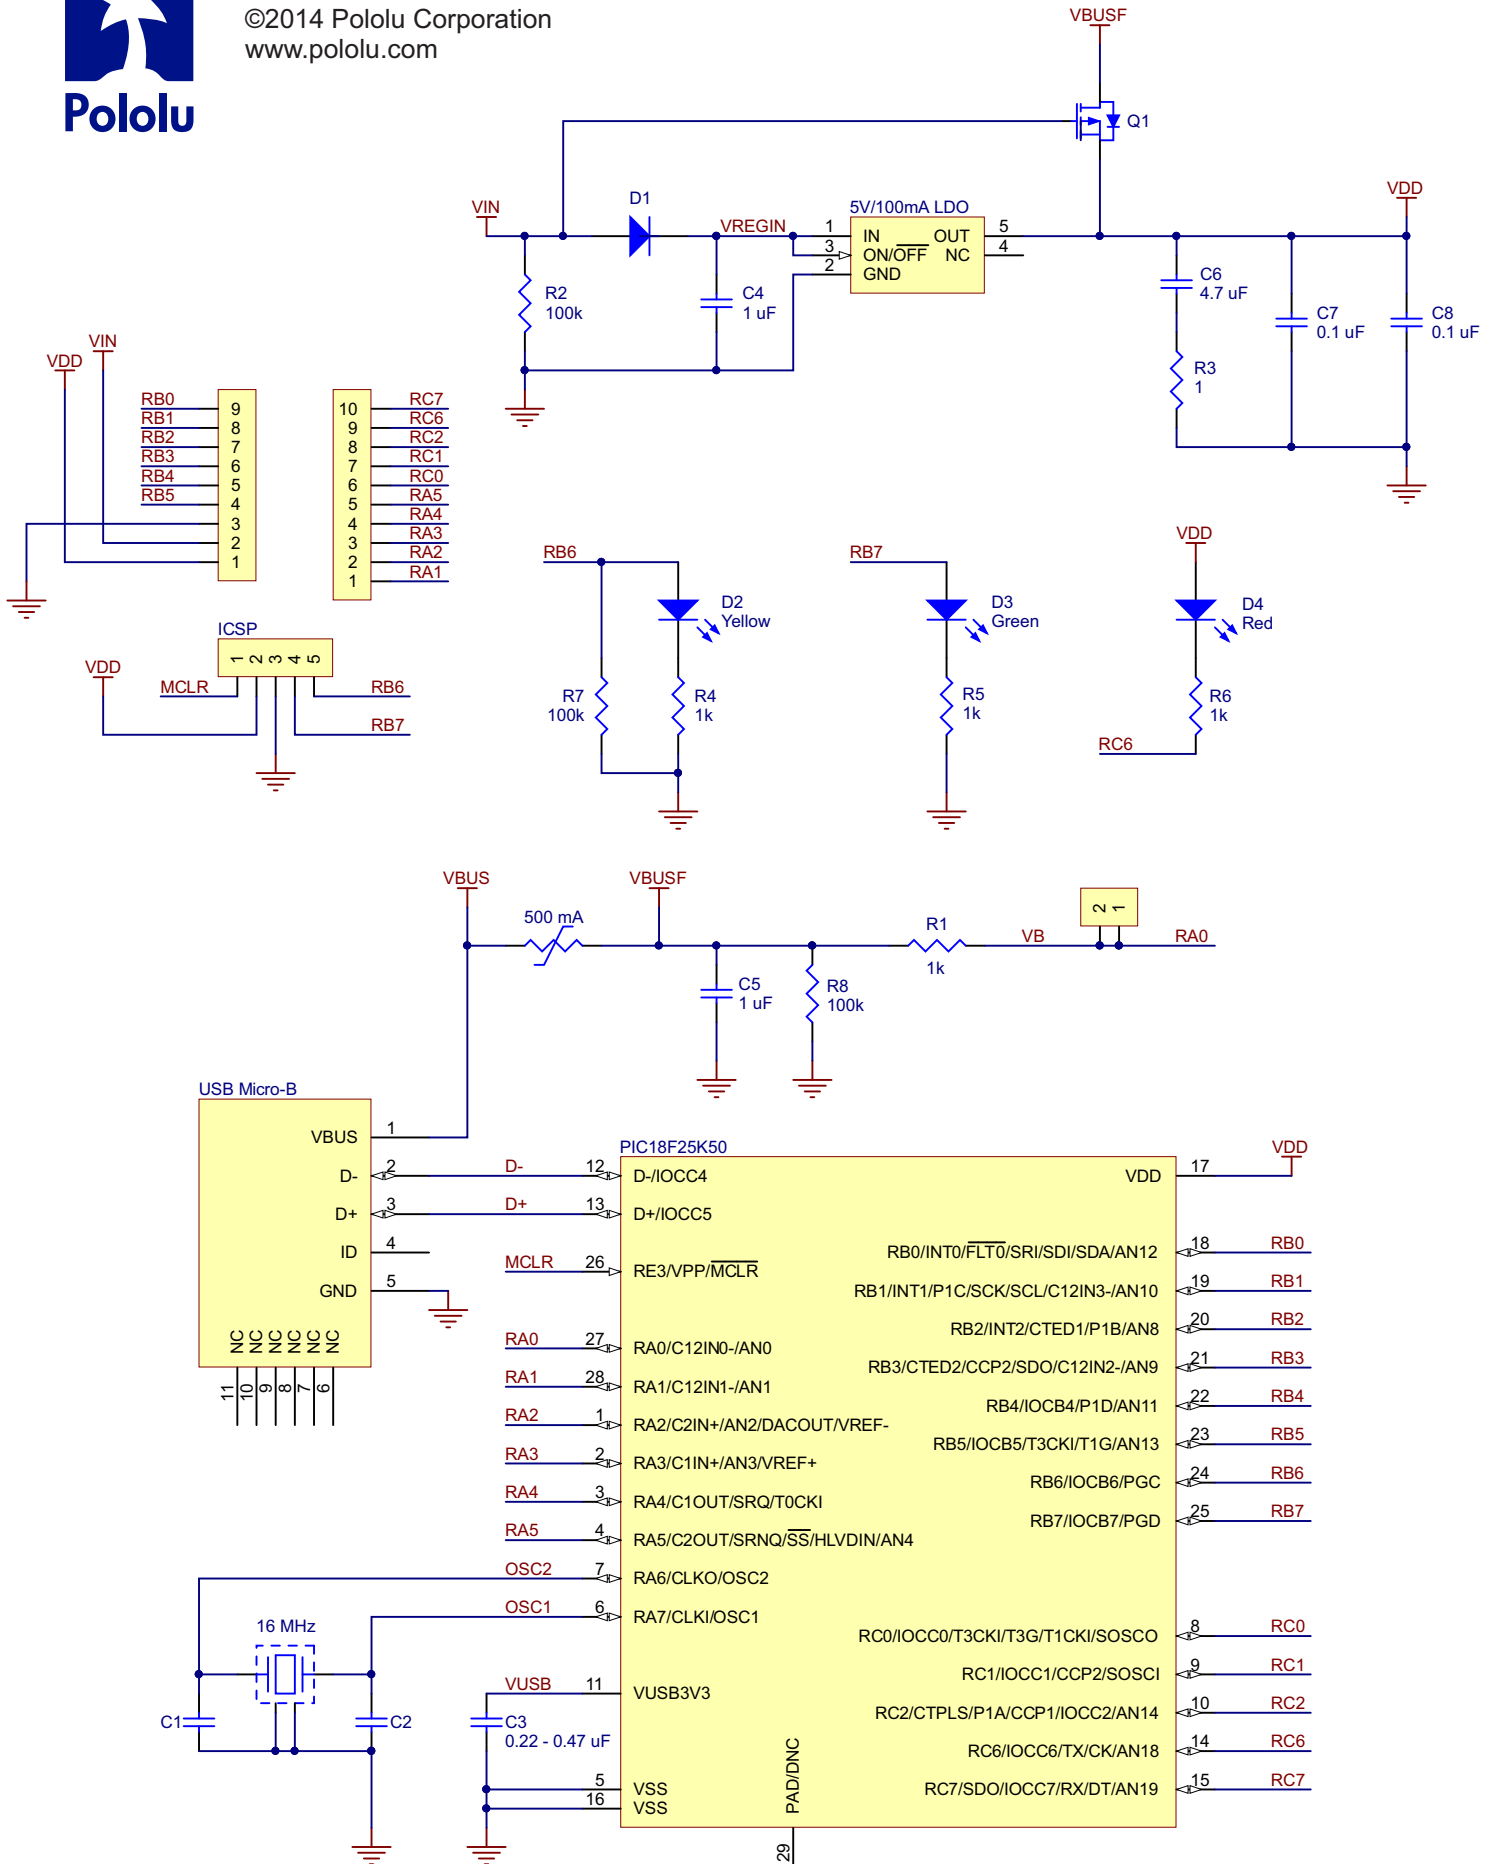 ©2014 Pololu Corporation
www.pololu.com
Pololu
VBUSF
Q1
VIN
D1
VREGIN
5V/100mA LDO
1 IN OUT 5
3 ON/OFF NC 4
2 GND
VDD
R2
100k
C4
1 uF
C6
4.7 uF
C7
0.1 uF
C8
0.1 uF
R3
1
VDD
VIN
RB0 9
RB1 8
RB2 7
RB3 6
RB4 5
RB5 4
3
2
1
10 RC7
9 RC6
8 RC2
7 RC1
6 RC0
5 RA5
4 RA4
3 RA3
2 RA2
1 RA1
ICSP
1 2 3 4 5
VDD
MCLR
RB6
RB7
RB6
D2
Yellow
R7
100k
R4
1k
RB7
D3
Green
R5
1k
VDD
D4
Red
R6
1k
RC6
VBUS
500 mA
VBUSF
C5
1 uF
R8
100k
R1
1k
VB
2 1
RA0
USB Micro-B
VBUS 1
D- 2
D+ 3
ID 4
GND 5
NC NC NC NC NC NC
11 10 9 8 7 6
PIC18F25K50
D- 12 D-/IOCC4
D+ 13 D+/IOCC5
MCLR 26 RE3/VPP/MCLR
RA0 27 RA0/C12IN0-/AN0
RA1 28 RA1/C12IN1-/AN1
RA2 1 RA2/C2IN+/AN2/DACOUT/VREF-
RA3 2 RA3/C1IN+/AN3/VREF+
RA4 3 RA4/C1OUT/SRQ/T0CKI
RA5 4 RA5/C2OUT/SRNQ/SS/HLVDIN/AN4
OSC2 7 RA6/CLKO/OSC2
OSC1 6 RA7/CLKI/OSC1
VUSB 11 VUSB3V3
5 VSS
16 VSS
PAD/DNC
29
VDD 17 VDD
RB0/INT0/FLT0/SRI/SDI/SDA/AN12 18 RB0
RB1/INT1/P1C/SCK/SCL/C12IN3-/AN10 19 RB1
RB2/INT2/CTED1/P1B/AN8 20 RB2
RB3/CTED2/CCP2/SDO/C12IN2-/AN9 21 RB3
RB4/IOCB4/P1D/AN11 22 RB4
RB5/IOCB5/T3CKI/T1G/AN13 23 RB5
RB6/IOCB6/PGC 24 RB6
RB7/IOCB7/PGD 25 RB7
RC0/IOCC0/T3CKI/T3G/T1CKI/SOSCO 8 RC0
RC1/IOCC1/CCP2/SOSCI 9 RC1
RC2/CTPLS/P1A/CCP1/IOCC2/AN14 10 RC2
RC6/IOCC6/TX/CK/AN18 14 RC6
RC7/SDO/IOCC7/RX/DT/AN19 15 RC7
16 MHz
C1
C2
C3
0.22 - 0.47 uF